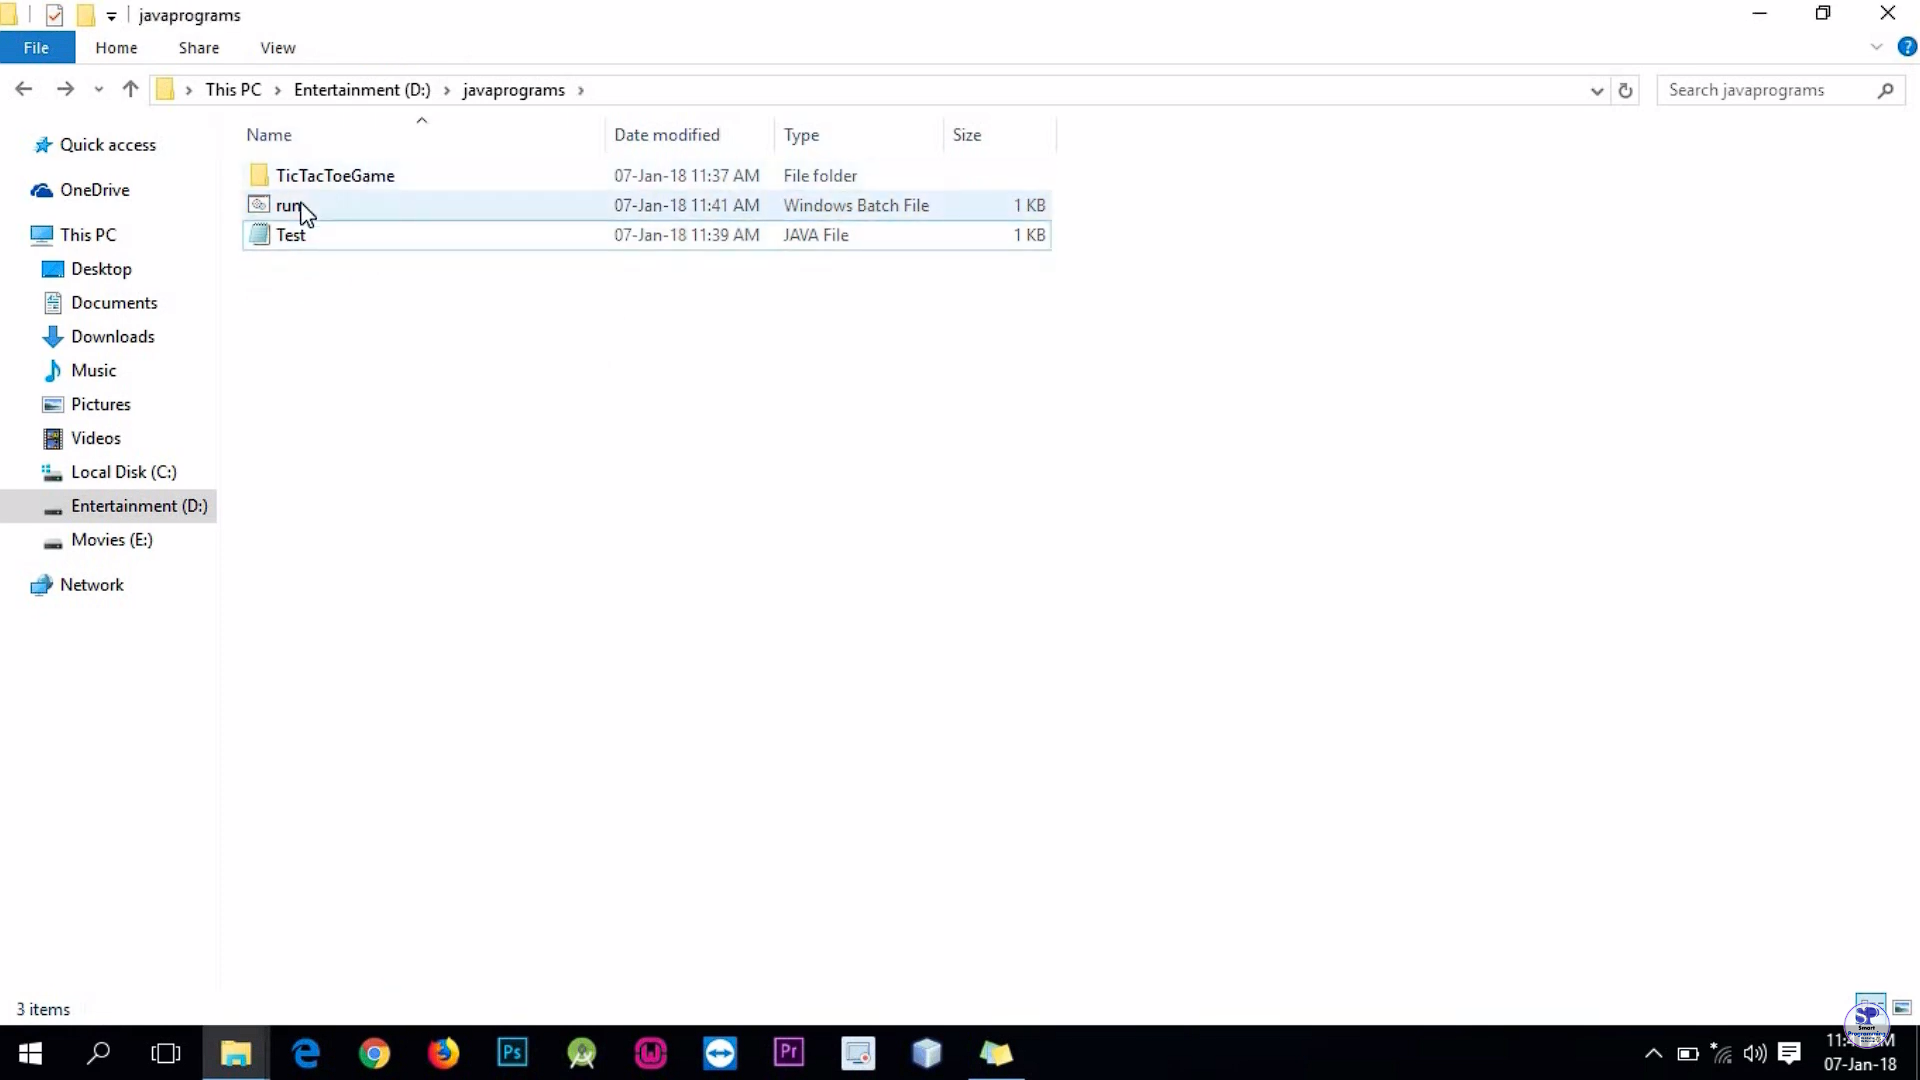 javaprograms
File Home Share View
This PC Entertainment (D:) javaprograms
Search javaprograms
Name Date modified Type Size
TicTacToeGame 07-Jan-18 11:37 AM File folder
run 07-Jan-18 11:41 AM Windows Batch File 1 KB
Test 07-Jan-18 11:39 AM JAVA File 1 KB
Quick access
OneDrive
This PC
Desktop
Documents
Downloads
Music
Pictures
Videos
Local Disk (C:)
Entertainment (D:)
Movies (E:)
Network
3 items
Ps
Pr
SP
Smart
Programming
07-Jan-18